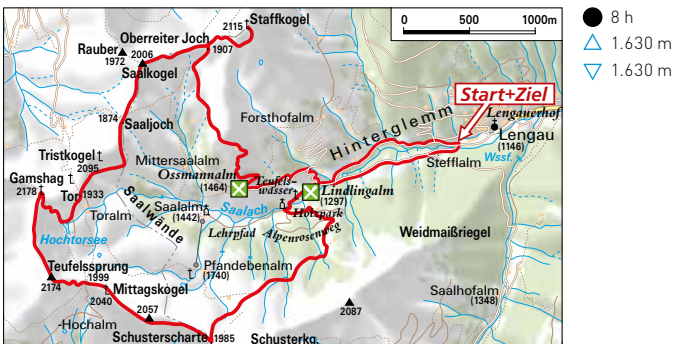 Staffkogel
2115
Oberreiter Joch
1907
Rauber
1972
2006
Saalkogel
0 500 1000m
8 h
1.630 m
1.630 m
Start+Ziel
Lengauerhof
Lengau
(1146)
Wssf.
Hinterglemm
Stefflalm
Forsthofalm
1874
Saaljoch
Mittersaalalm
Ossmannalm
(1464)
Tristkogel
2095
Gamshag
2178
Tor
1933
Toralm
Saalwände
Saalalm
(1442)
Saalach
Teufels-
wasser
Lindlingalm
(1297)
Holzpark
Lehrpfad
Alpenrosenweg
Weidmaißriegel
Hochtorsee
Teufelssprung
1999
2174
Pfandebenalm
(1740)
Mittagskogel
2040
2057
2087
Saalhofalm
(1348)
-Hochalm
Schusterscharte
1985
Schusterkg.